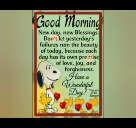 Good Morning
New day, new Blessings.
Don't let yesterday's
failures ruin the beauty
of today, because each
day has its own promise
of love, joy, and
forgiveness.
Have a
Wonderful
Day!